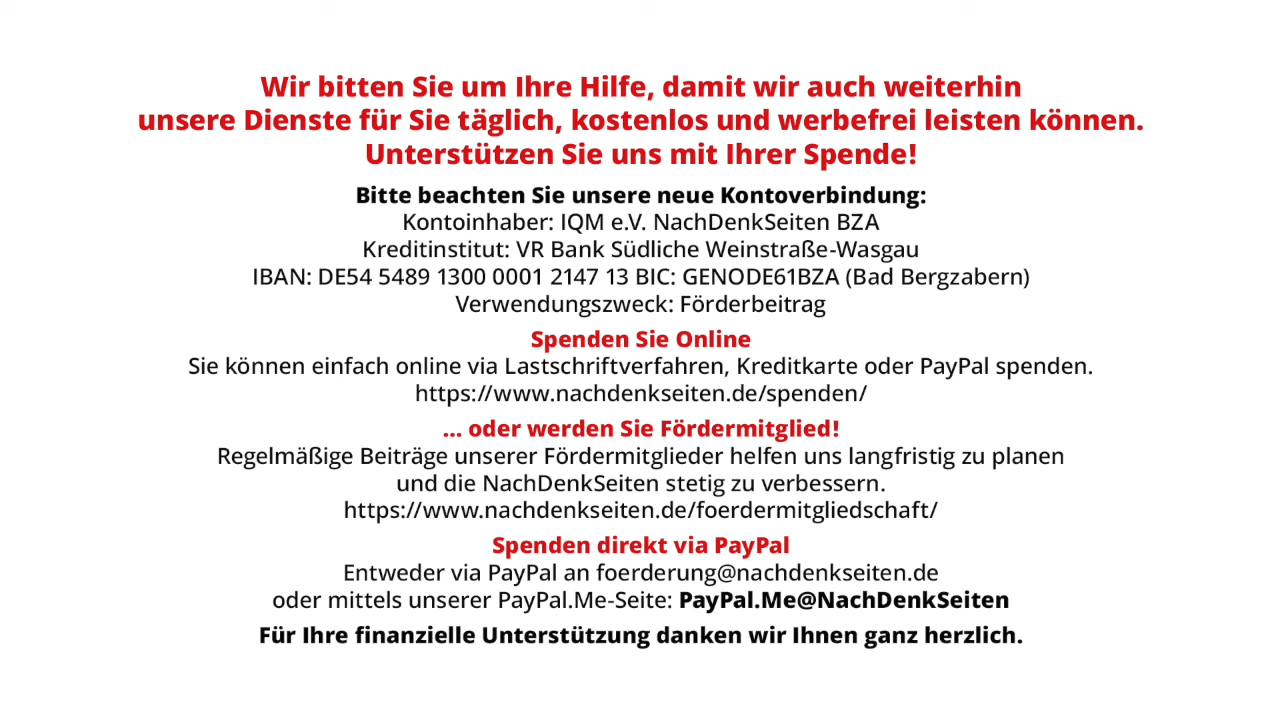 Wir bitten Sie um Ihre Hilfe, damit wir auch weiterhin
unsere Dienste für Sie täglich, kostenlos und werbefrei leisten können.
Unterstützen Sie uns mit Ihrer Spende!
Bitte beachten Sie unsere neue Kontoverbindung:
Kontoinhaber: IQM e.V. NachDenkSeiten BZA
Kreditinstitut: VR Bank Südliche Weinstraße-Wasgau
IBAN: DE54 5489 1300 0001 2147 13 BIC: GENODE61BZA (Bad Bergzabern)
Verwendungszweck: Förderbeitrag
Spenden Sie Online
Sie können einfach online via Lastschriftverfahren, Kreditkarte oder PayPal spenden.
https://www.nachdenkseiten.de/spenden/
... oder werden Sie Fördermitglied!
Regelmäßige Beiträge unserer Fördermitglieder helfen uns langfristig zu planen
und die NachDenkSeiten stetig zu verbessern.
https://www.nachdenkseiten.de/foerdermitgliedschaft/
Spenden direkt via PayPal
Entweder via PayPal an foerderung@nachdenkseiten.de
oder mittels unserer PayPal.Me-Seite: PayPal.Me@NachDenkSeiten
Für Ihre finanzielle Unterstützung danken wir Ihnen ganz herzlich.